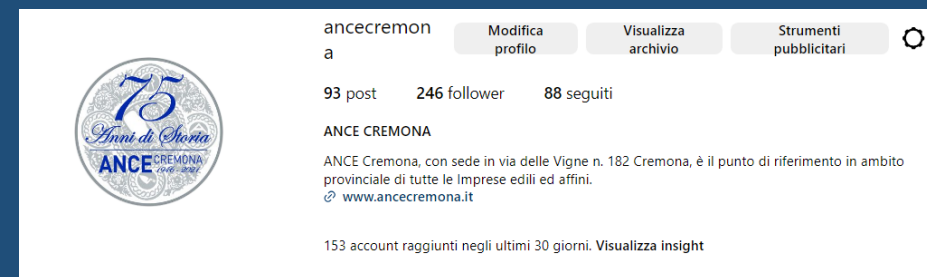 ancecremon
a
Modifica
profilo
Visualizza
archivio
Strumenti
pubblicitari
93 post 246 follower 88 seguiti
75
Anni di Storia
ANCE CREMONA
1946 - 2021
ANCE CREMONA
ANCE Cremona, con sede in via delle Vigne n. 182 Cremona, è il punto di riferimento in ambito
provinciale di tutte le Imprese edili ed affini.
www.ancecremona.it
153 account raggiunti negli ultimi 30 giorni. Visualizza insight